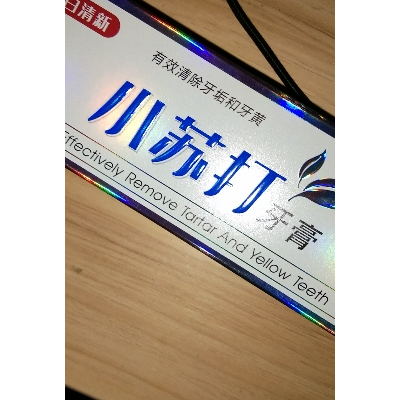 白清新
有效清除牙垢和牙黄
小苏打
牙膏
Effectively Remove Tartar And Yellow Teeth